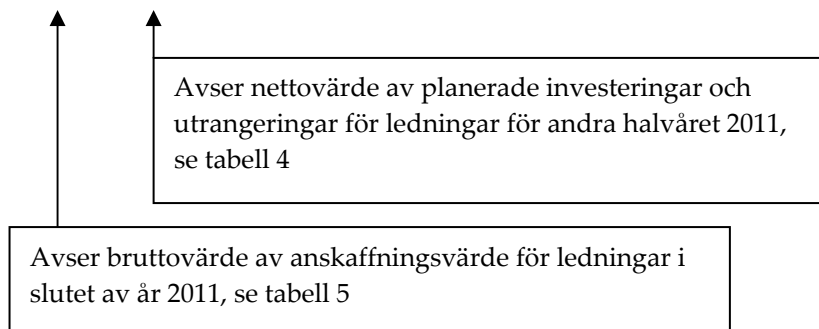 Avser nettovärde av planerade investeringar och
utrangeringar för ledningar för andra halvåret 2011,
se tabell 4
Avser bruttovärde av anskaffningsvärde för ledningar i
slutet av år 2011, se tabell 5